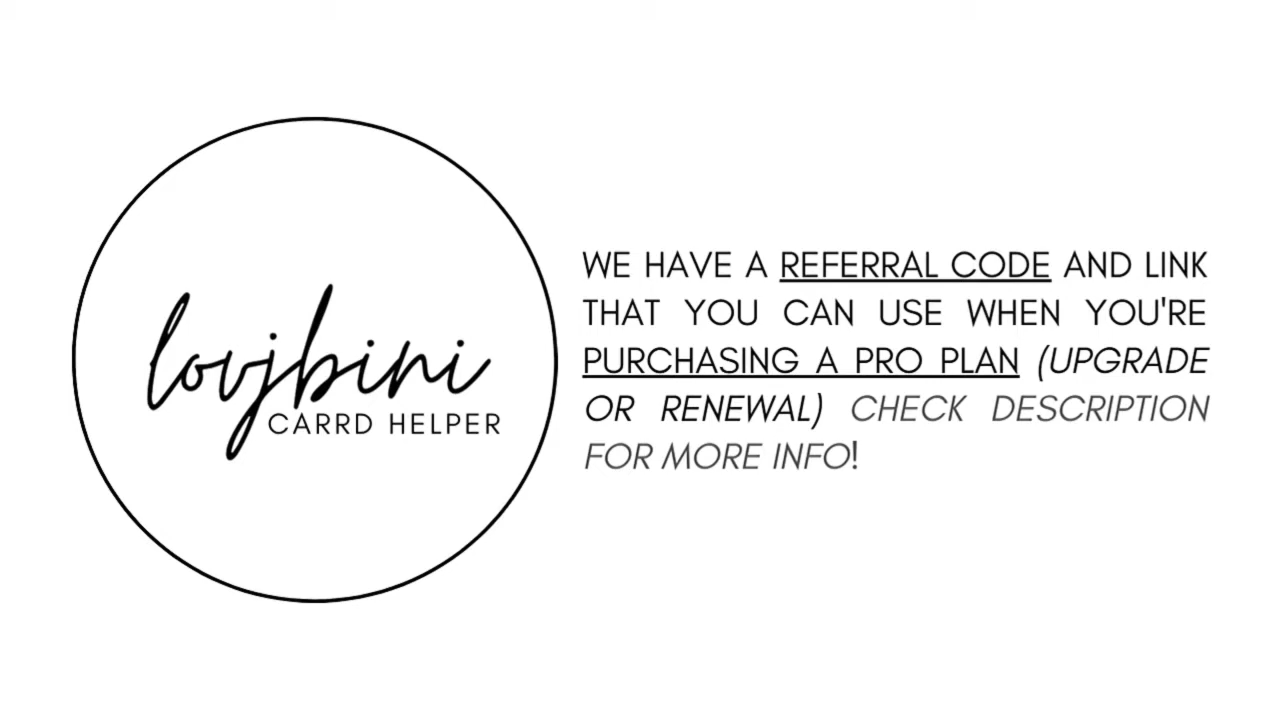 lovjbini
CARRD HELPER
WE HAVE A REFERRAL CODE AND LINK
THAT YOU CAN USE WHEN YOU'RE
PURCHASING A PRO PLAN (UPGRADE
OR RENEWAL) CHECK DESCRIPTION
FOR MORE INFO!